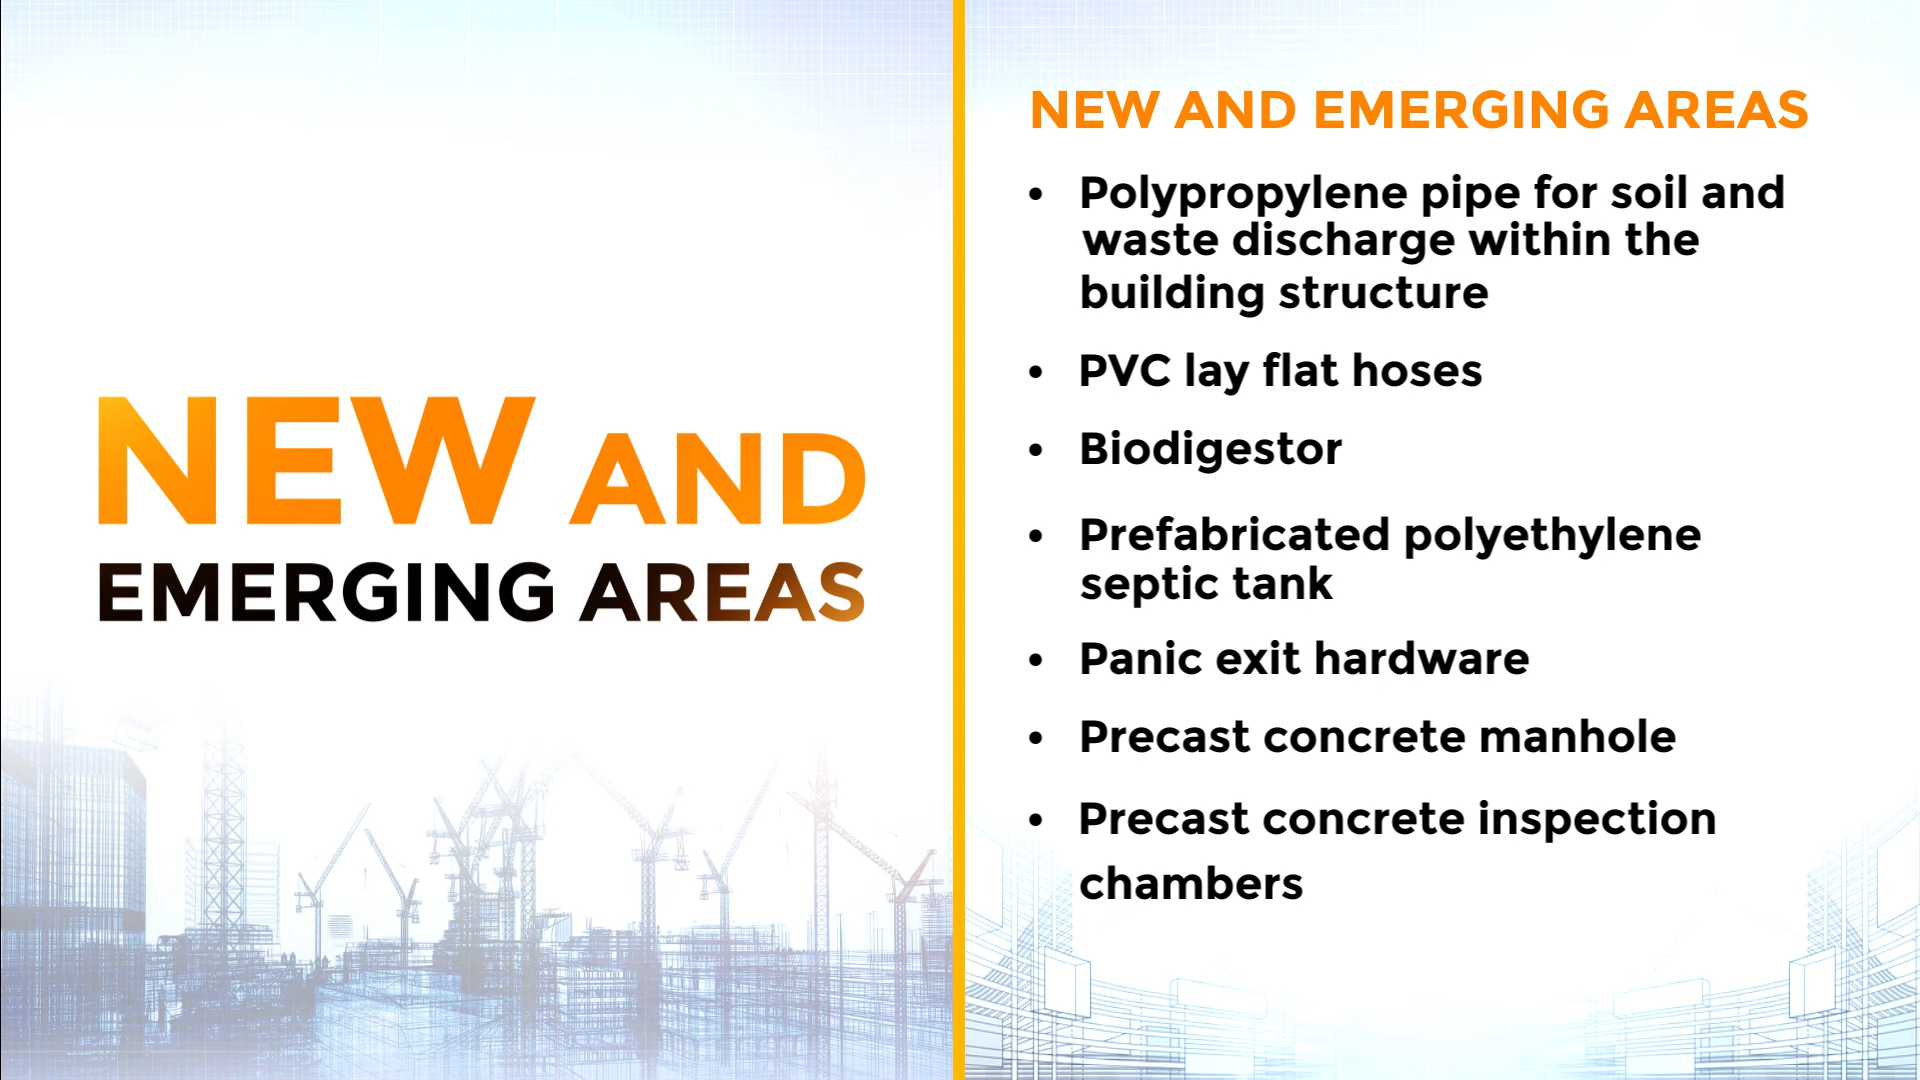 NEW AND
EMERGING AREAS
NEW AND EMERGING AREAS
• Polypropylene pipe for soil and
waste discharge within the
building structure
• PVC lay flat hoses
• Biodigestor
• Prefabricated polyethylene
septic tank
• Panic exit hardware
• Precast concrete manhole
• Precast concrete inspection
chambers